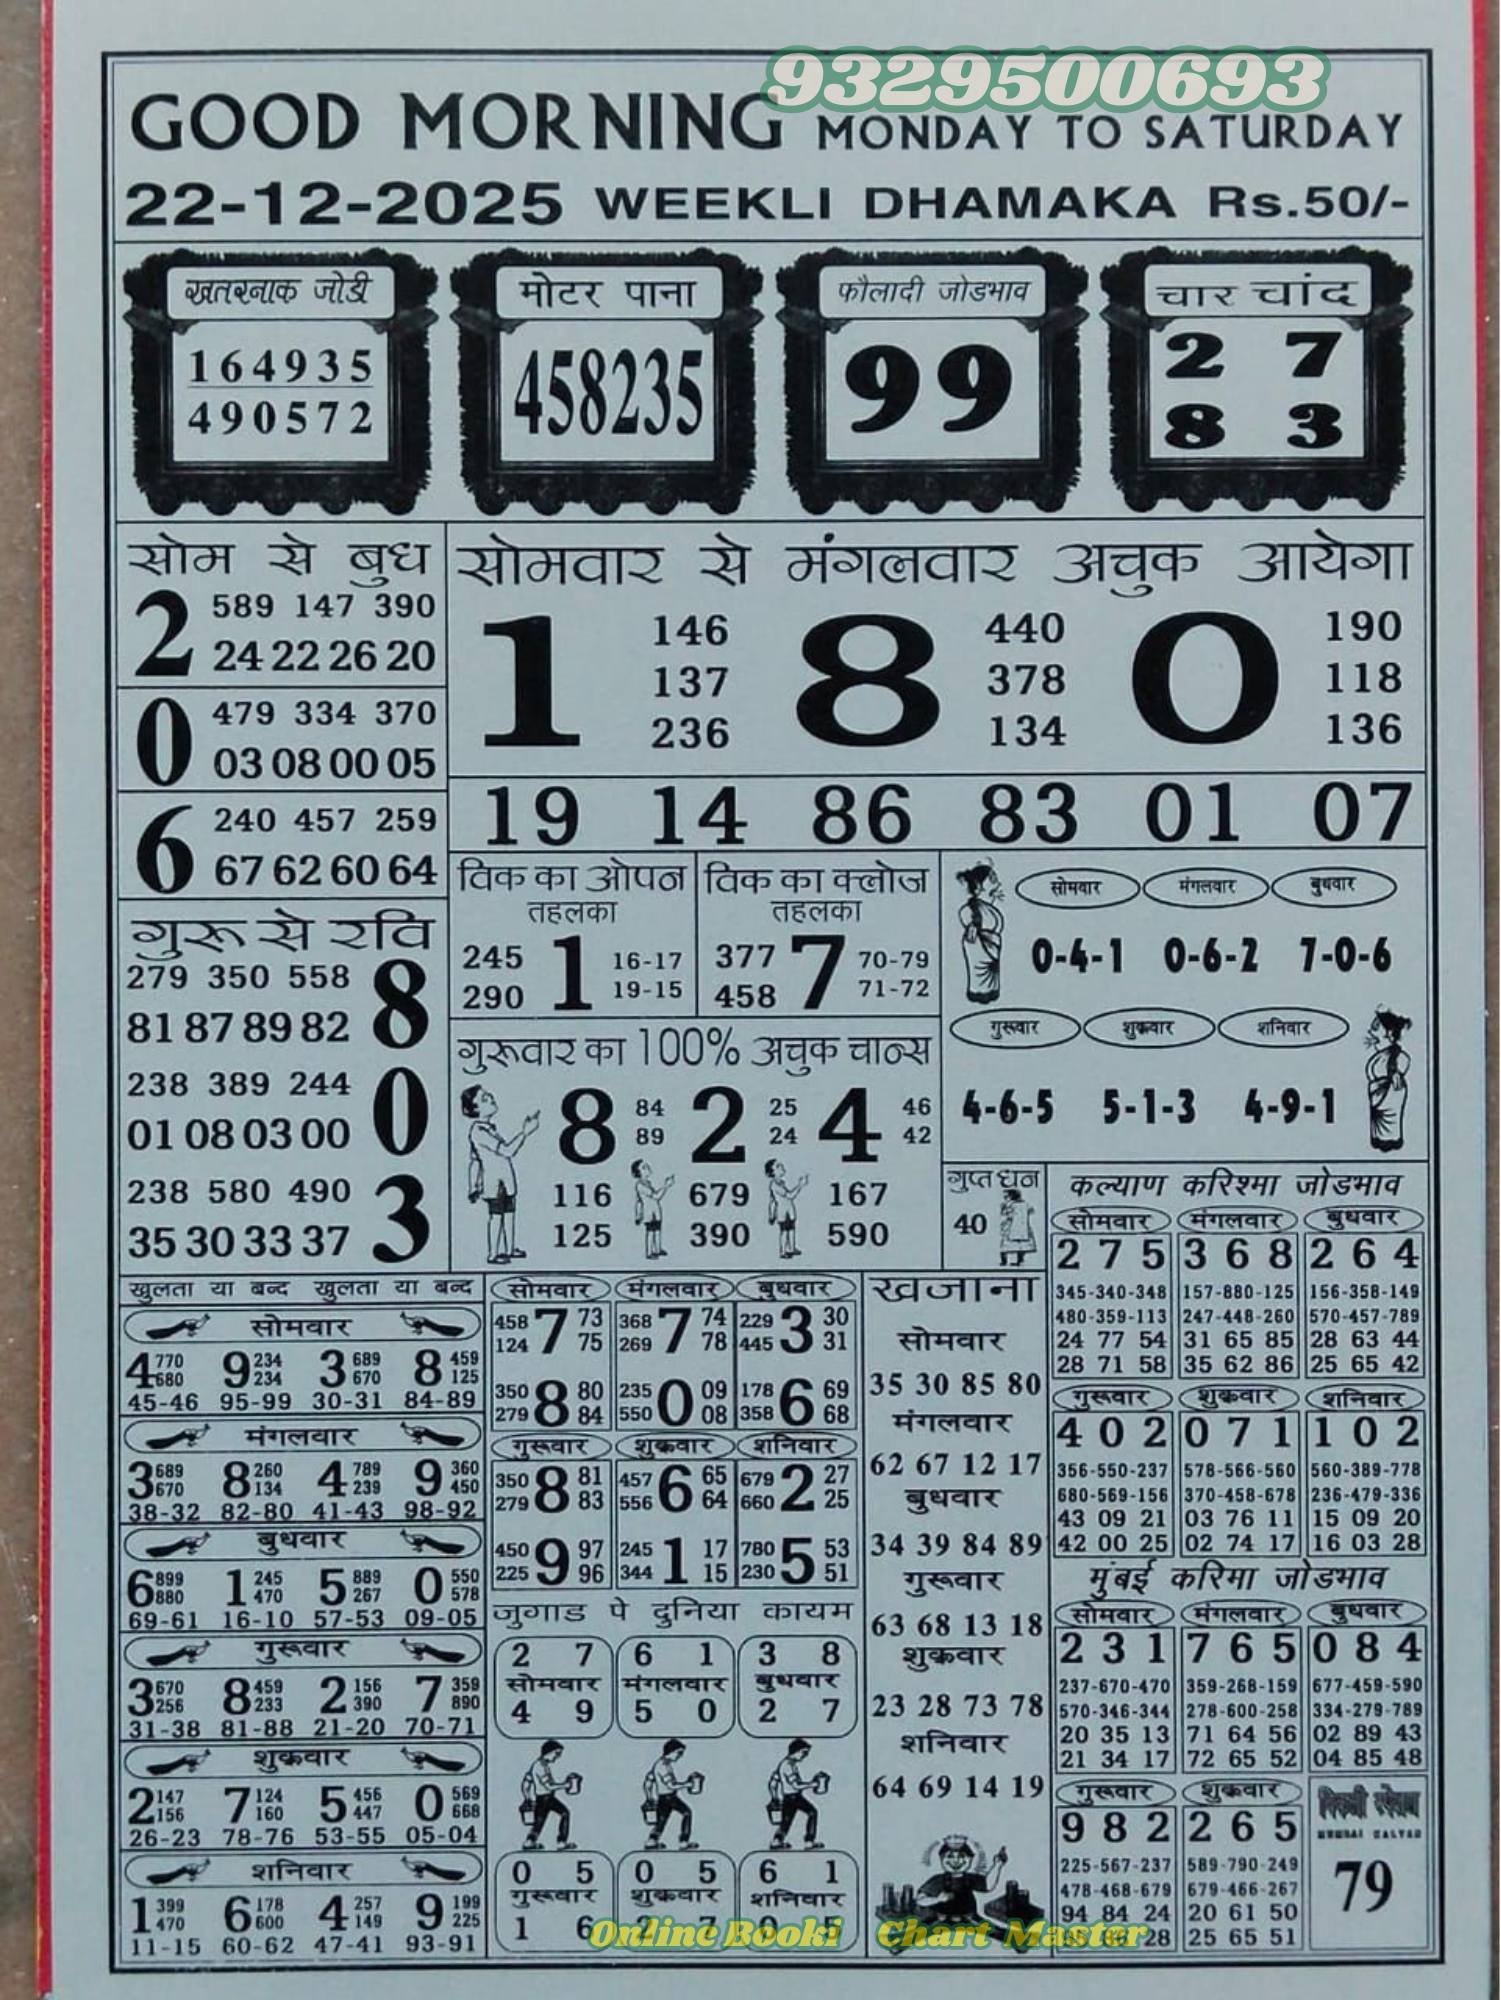 9329500693
GOOD MORNING MONDAY TO SATURDAY
22-12-2025 WEEKLI DHAMAKA Rs.50/-
खतरनाक जोडी
164935
490572
मोटर पाना
458235
फौलादी जोडभाव
99
चार चांद
2 7
8 3
सोम से बुध
2 589 147 390
24 22 26 20
0 479 334 370
03 08 00 05
6 240 457 259
67 62 60 64
गुरू से रवि
279 350 558 8
81 87 89 82
238 389 244 0
01 08 03 00
238 580 490 3
35 30 33 37
सोमवार से मंगलवार अचुक आयेगा
1 146 8 440 0 190
137 378 118
236 134 136
19 14 86 83 01 07
विक का ओपन
तहलका
245 1 16-17
290 19-15
विक का क्लोज
तहलका
377 7 70-79
458 71-72
सोमवार मंगलवार बुधवार
0-4-1 0-6-2 7-0-6
गुरूवार शुक्रवार शनिवार
4-6-5 5-1-3 4-9-1
गुरूवार का 100% अचुक चान्स
8 84 2 25 4 46
89 24 42
116 679 167
125 390 590
गुप्त धन
40
कल्याण करिश्मा जोडभाव
सोमवार मंगलवार बुधवार
2 7 5 3 6 8 2 6 4
345-340-348 157-880-125 156-358-149
480-359-113 247-448-260 570-457-789
24 77 54 31 65 85 28 63 44
28 71 58 35 62 86 25 65 42
गुरूवार शुक्रवार शनिवार
4 0 2 0 7 1 1 0 2
356-550-237 578-566-560 560-389-778
680-569-156 370-458-678 236-479-336
43 09 21 03 76 11 15 09 20
42 00 25 02 74 17 16 03 28
मुंबई करिमा जोडभाव
सोमवार मंगलवार बुधवार
2 3 1 7 6 5 0 8 4
237-670-470 359-268-159 677-459-590
570-346-344 278-600-258 334-279-789
20 35 13 71 64 56 02 89 43
21 34 17 72 65 52 04 85 48
गुरूवार शुक्रवार
9 8 2 2 6 5
225-567-237 589-790-249
478-468-679 679-466-267
94 84 24 20 61 50
28 25 65 51
79
खुलता या बन्द खुलता या बन्द
सोमवार
4 770 9 234 3 689 8 459
680 234 670 125
45-46 95-99 30-31 84-89
मंगलवार
3 689 8 260 4 789 9 360
670 134 239 450
38-32 82-80 41-43 98-92
बुधवार
6 899 1 245 5 889 0 550
880 470 267 578
69-61 16-10 57-53 09-05
गुरूवार
3 670 8 459 2 156 7 359
256 233 390 890
31-38 81-88 21-20 70-71
शुक्रवार
2 147 7 124 5 456 0 569
156 160 447 668
26-23 78-76 53-55 05-04
शनिवार
1 399 6 178 4 257 9 199
470 600 149 225
11-15 60-62 47-41 93-91
सोमवार मंगलवार बुधवार
458 7 73 368 7 74 229 3 30
124 75 269 78 445 31
350 8 80 235 0 09 178 6 69
279 84 550 08 358 68
गुरूवार शुक्रवार शनिवार
350 8 81 457 6 65 679 2 27
279 83 556 64 660 25
450 9 97 245 1 17 780 5 53
225 96 344 15 230 51
जुगाड पे दुनिया कायम
2 7 6 1 3 8
सोमवार मंगलवार बुधवार
4 9 5 0 2 7
0 5 0 5 6 1
गुरूवार शुक्रवार शनिवार
1 6 2 7
खजाना
सोमवार
35 30 85 80
मंगलवार
62 67 12 17
बुधवार
34 39 84 89
गुरूवार
63 68 13 18
शुक्रवार
23 28 73 78
शनिवार
64 69 14 19
Online Booki Chart Master